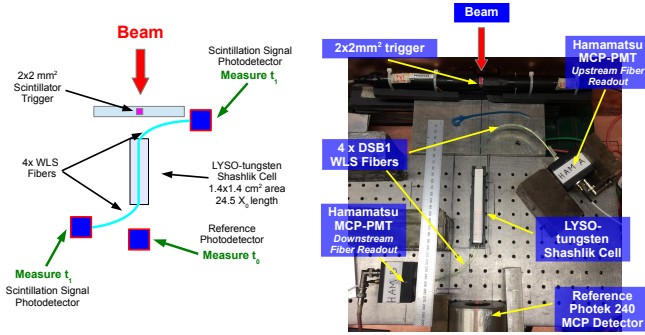 Beam
Scintillation Signal
Photodetector
Measure t1
2x2 mm²
Scintillator
Trigger
4x WLS
Fibers
LYSO-tungsten
Shashlik Cell
1.4x1.4 cm² area
24.5 X0 length
Reference
Photodetector
Measure t0
Measure t1
Scintillation Signal
Photodetector
Beam
2x2mm² trigger
Hamamatsu
MCP-PMT
Upstream Fiber
Readout
HAM A
4 x DSB1
WLS Fibers
Hamamatsu
MCP-PMT
Downstream
Fiber Readout
HAM
LYSO-
tungsten
Shashlik Cell
Reference
Photek 240
MCP Detector